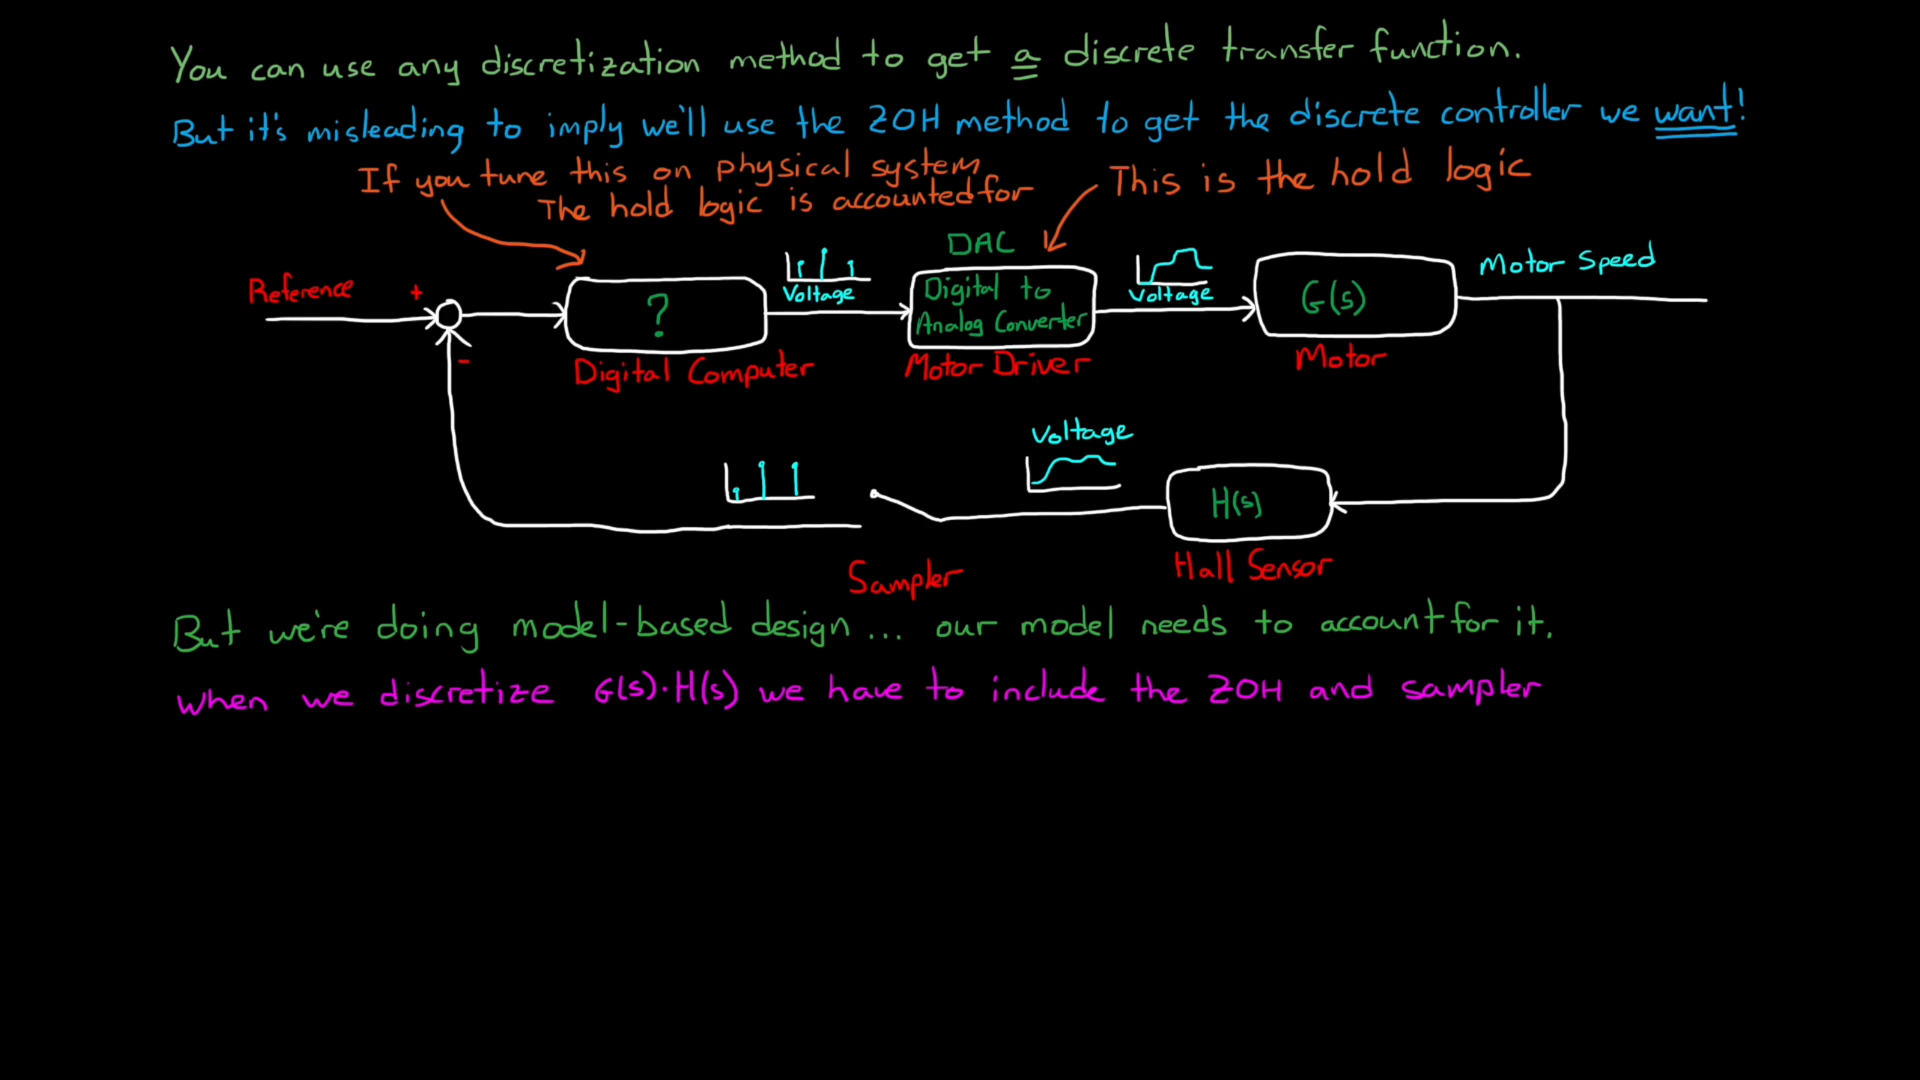 You can use any discretization method to get a discrete transfer function.
But it's misleading to imply we'll use the ZOH method to get the discrete controller we want!
If you tune this on physical system
The hold logic is accounted for
This is the hold logic
DAC
Reference
+
-
?
Digital Computer
Voltage
Digital to
Analog Converter
Motor Driver
Voltage
G(s)
Motor
Motor Speed
Voltage
H(s)
Hall Sensor
Sampler
But we're doing model-based design... our model needs to account for it.
when we discretize G(s)·H(s) we have to include the ZOH and sampler